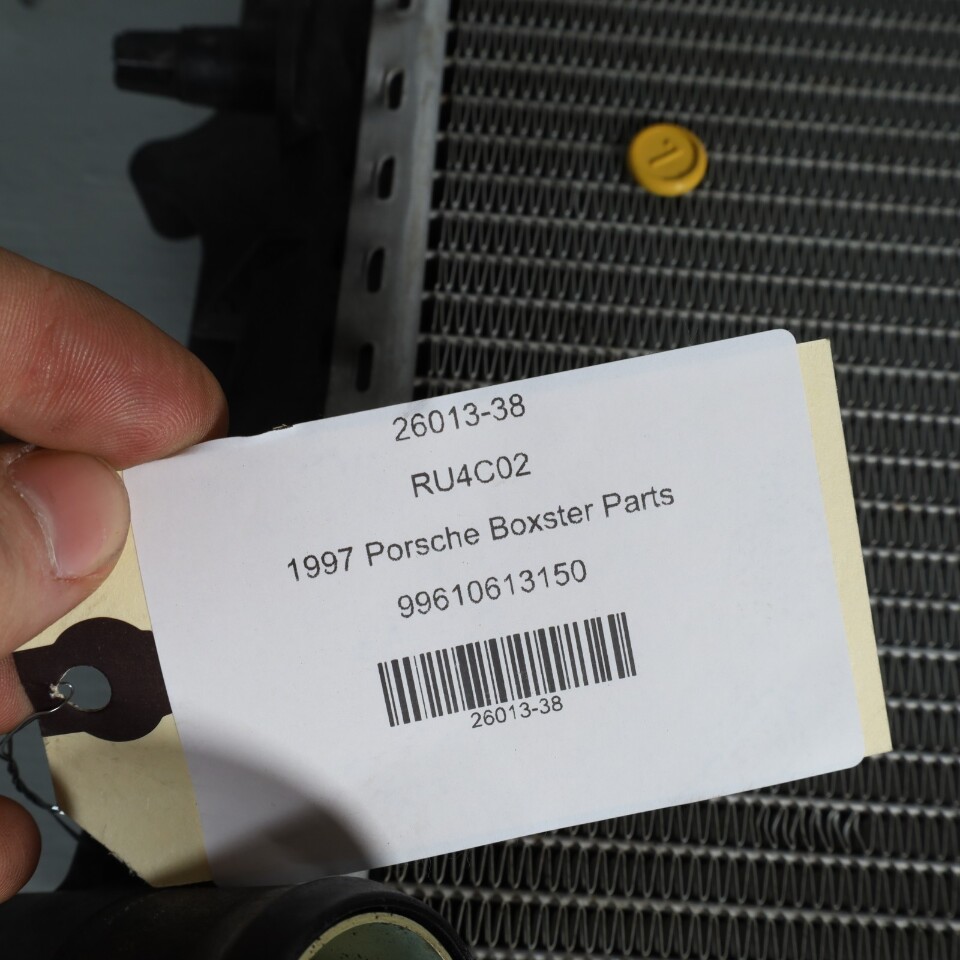 26013-38
RU4C02
1997 Porsche Boxster Parts
99610613150
26013-38